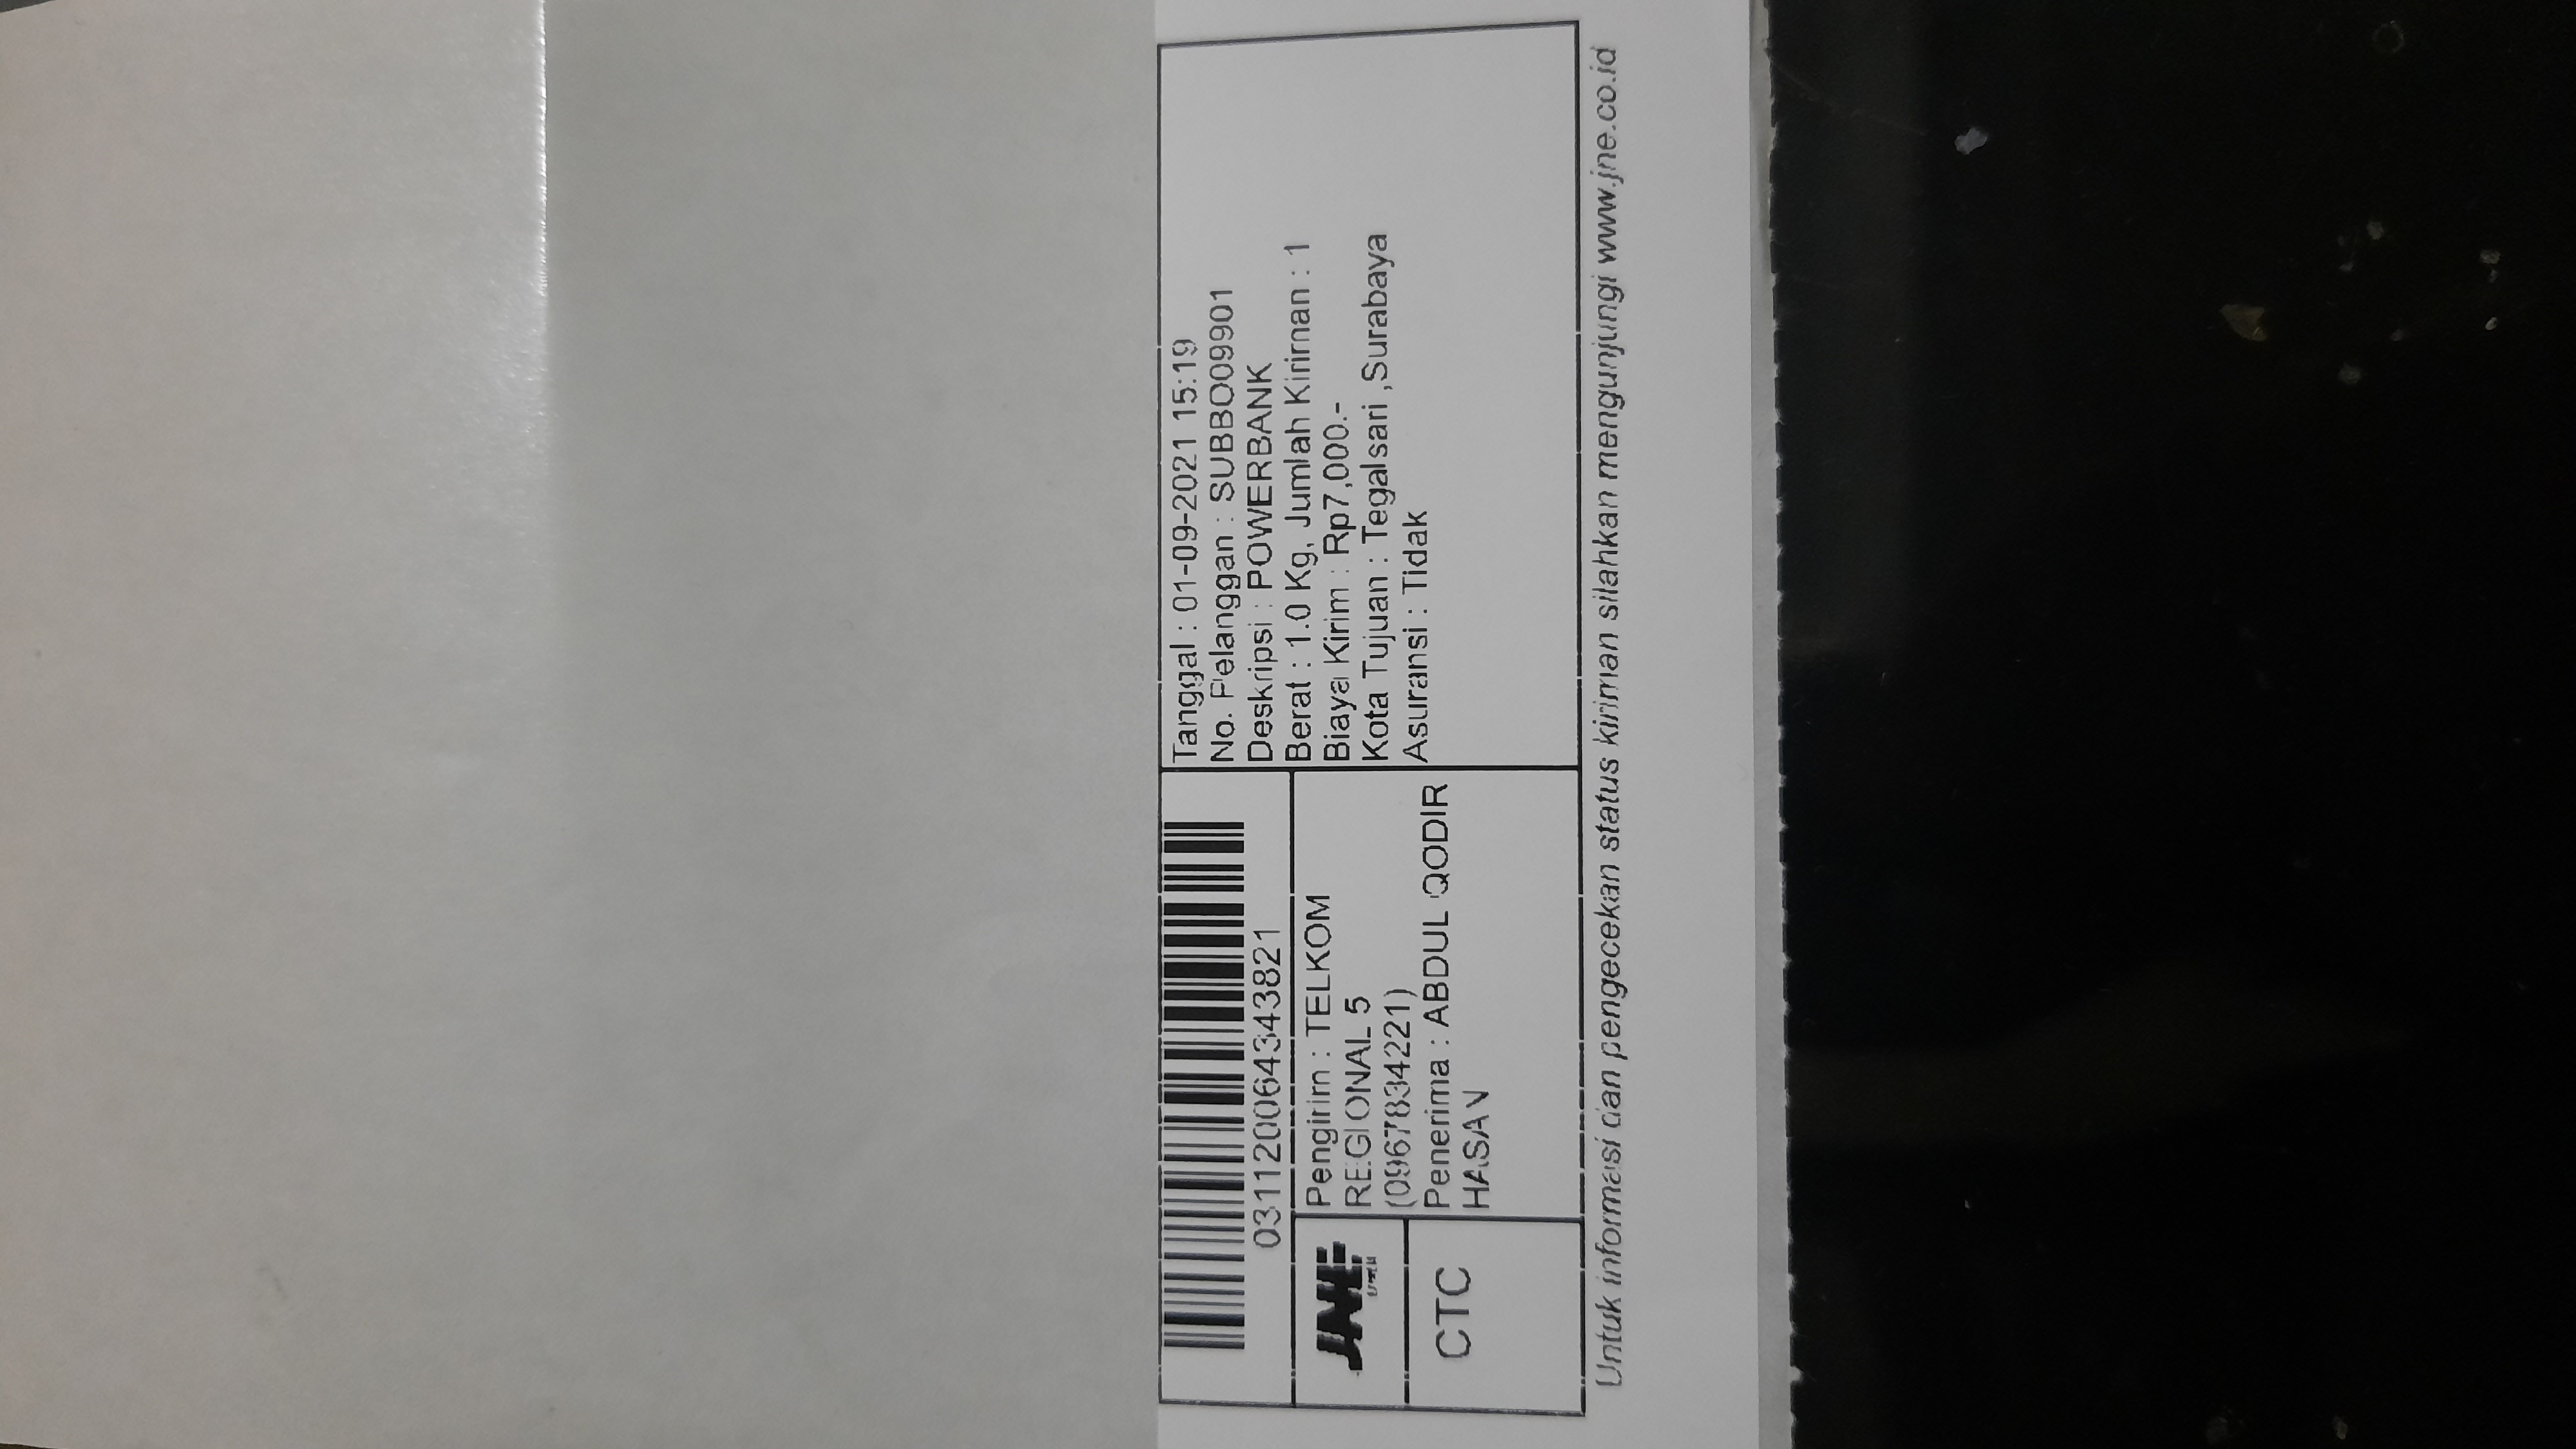 031120064343821
JNE
CTC
Pengirim : TELKOM
REGIONAL 5
(0967834221)
Penerima : ABDUL QODIR
HASAN
Tanggal : 01-09-2021 15:19
No. Pelanggan : SUBBO09901
Deskripsi : POWERBANK
Berat : 1.0 Kg, Jumlah Kiriman : 1
Biaya Kirim : Rp7,000.-
Kota Tujuan : Tegalsari ,Surabaya
Asuransi : Tidak
Untuk informasi dan pengecekan status kiriman silahkan mengunjungi www.jne.co.id